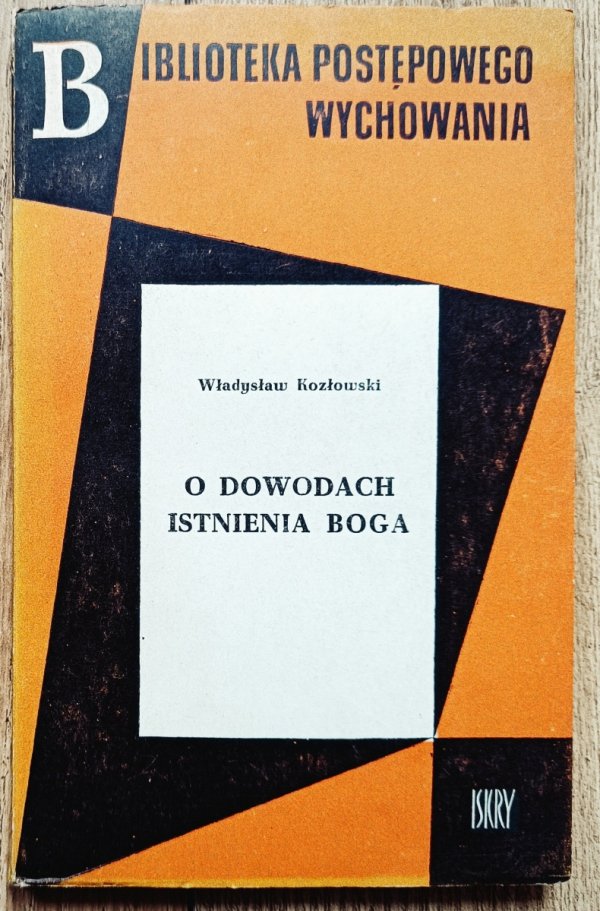 BIBLIOTEKA POSTĘPOWEGO
WYCHOWANIA
Władysław Kozłowski
O DOWODACH
ISTNIENIA BOGA
ISKRY